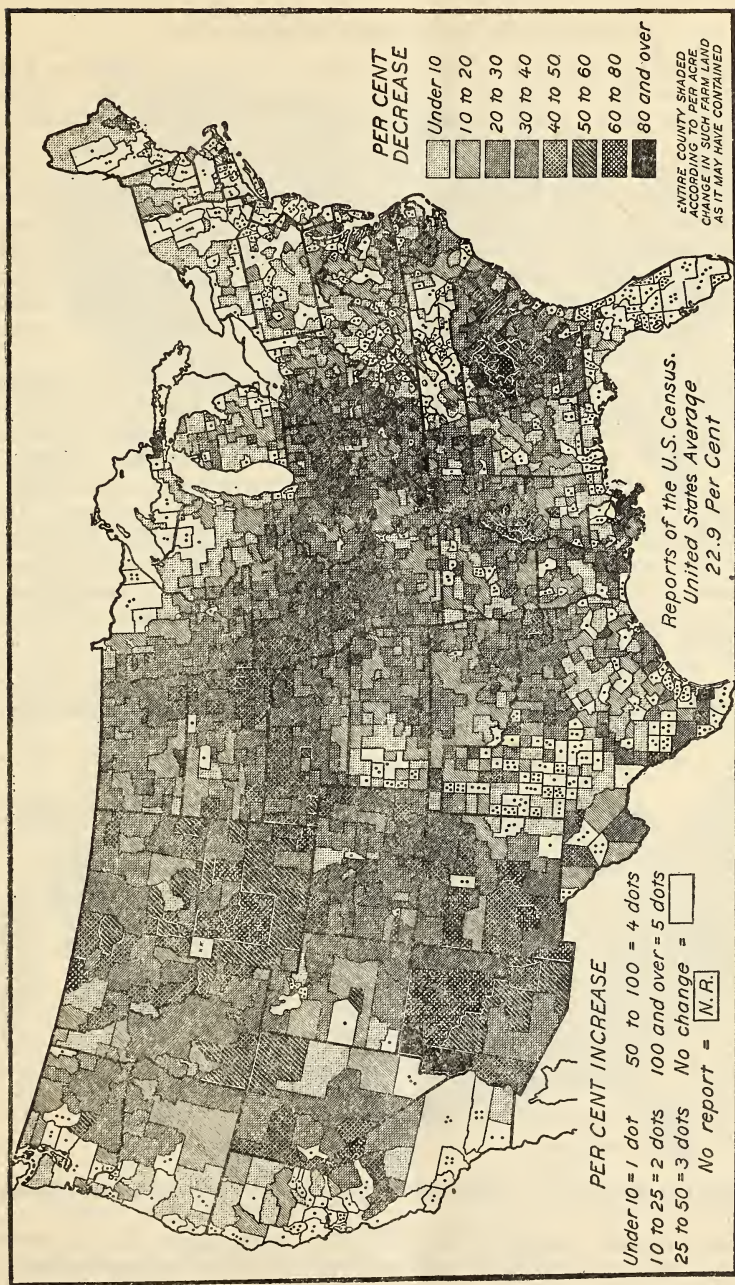 PER CENT
DECREASE
Under 10
10 to 20
20 to 30
30 to 40
40 to 50
50 to 60
60 to 80
80 and over
ENTIRE COUNTY SHADED
ACCORDING TO PER ACRE
CHANGE IN SUCH FARM LAND
AS IT MAY HAVE CONTAINED
Reports of the U.S. Census.
United States Average
22.9 Per Cent
PER CENT INCREASE
Under 10 = 1 dot 50 to 100 = 4 dots
10 to 25 = 2 dots 100 and over = 5 dots
25 to 50 = 3 dots No change =
No report = N.R.